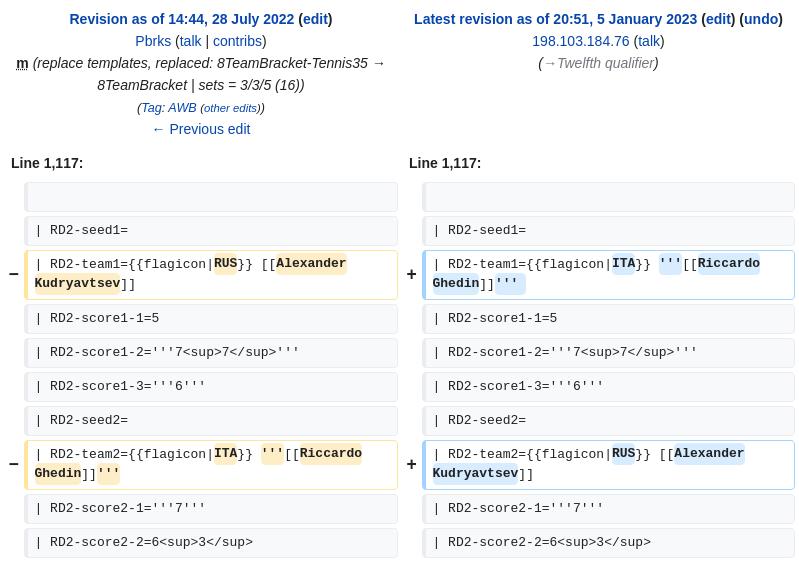 Revision as of 14:44, 28 July 2022 (edit)
Pbrks (talk | contribs)
m (replace templates, replaced: 8TeamBracket-Tennis35 →
8TeamBracket | sets = 3/3/5 (16))
(Tag: AWB (other edits))
← Previous edit
Latest revision as of 20:51, 5 January 2023 (edit) (undo)
198.103.184.76 (talk)
(→Twelfth qualifier)
Line 1,117:
Line 1,117:
| RD2-seed1=
| RD2-seed1=
− | RD2-team1={{flagicon|RUS}} [[Alexander
Kudryavtsev]]
+ | RD2-team1={{flagicon|ITA}} '''[[Riccardo
Ghedin]]'''
| RD2-score1-1=5
| RD2-score1-1=5
| RD2-score1-2='''7<sup>7</sup>'''
| RD2-score1-2='''7<sup>7</sup>'''
| RD2-score1-3='''6'''
| RD2-score1-3='''6'''
| RD2-seed2=
| RD2-seed2=
− | RD2-team2={{flagicon|ITA}} '''[[Riccardo
Ghedin]]'''
+ | RD2-team2={{flagicon|RUS}} [[Alexander
Kudryavtsev]]
| RD2-score2-1='''7'''
| RD2-score2-1='''7'''
| RD2-score2-2=6<sup>3</sup>
| RD2-score2-2=6<sup>3</sup>